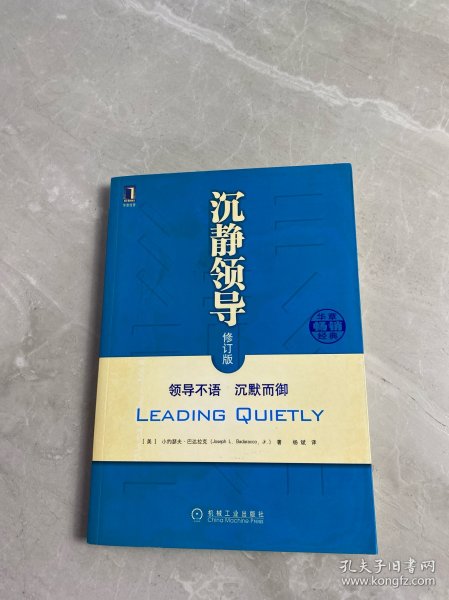 沉静领导
修订版
华章
畅销
经典
领导不语 沉默而御
LEADING QUIETLY
[美] 小约瑟夫·巴达拉克 (Joseph L. Badaracco, Jr.) 著 杨斌 译
机械工业出版社
China Machine Press
孔夫子旧书网
www.kongfz.com